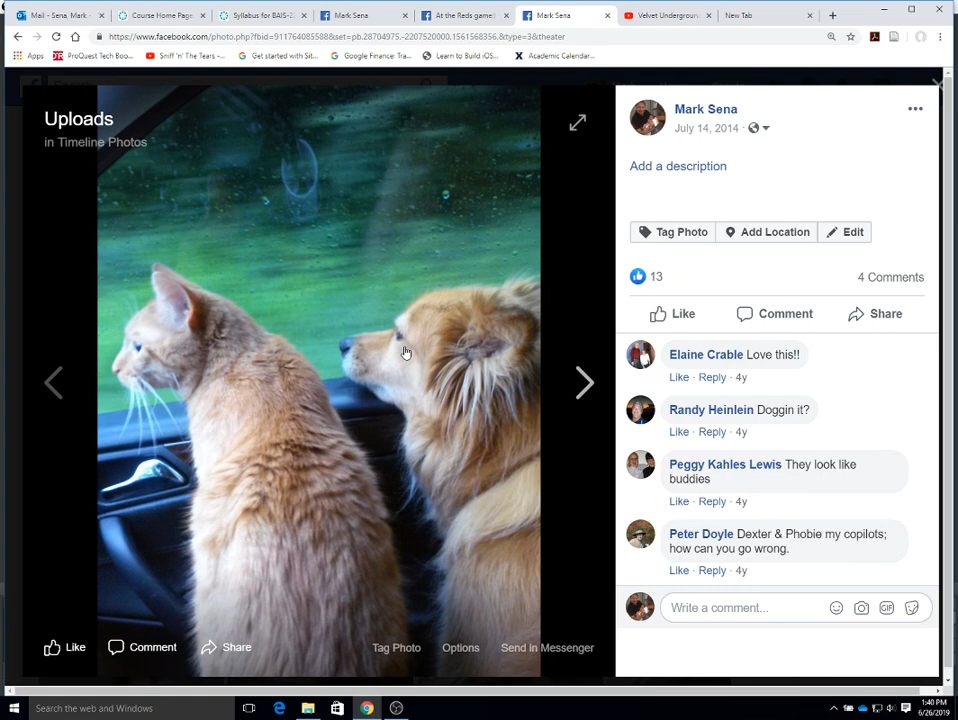 Mail - Sena, Mark -
Course Home Page
Syllabus for BAIS-2
Mark Sena
At the Reds game
Mark Sena
Velvet Underground
New Tab
https://www.facebook.com/photo.php?fbid=911764085588&set=pb.28704975.-2207520000.1561568356.&type=3&theater
Apps
ProQuest Tech Boo...
Sniff 'n' The Tears -...
Get started with Sit...
Google Finance: Tra...
Learn to Build iOS...
Academic Calendar...
Uploads
in Timeline Photos
Mark Sena
July 14, 2014
Add a description
Tag Photo
Add Location
Edit
13
4 Comments
Like
Comment
Share
Elaine Crable Love this!!
Like · Reply · 4y
Randy Heinlein Doggin it?
Like · Reply · 4y
Peggy Kahles Lewis They look like
buddies
Like · Reply · 4y
Peter Doyle Dexter & Phobie my copilots;
how can you go wrong.
Like · Reply · 4y
Write a comment...
GIF
Like
Comment
Share
Tag Photo
Options
Send in Messenger
Search the web and Windows
1:40 PM
6/26/2019